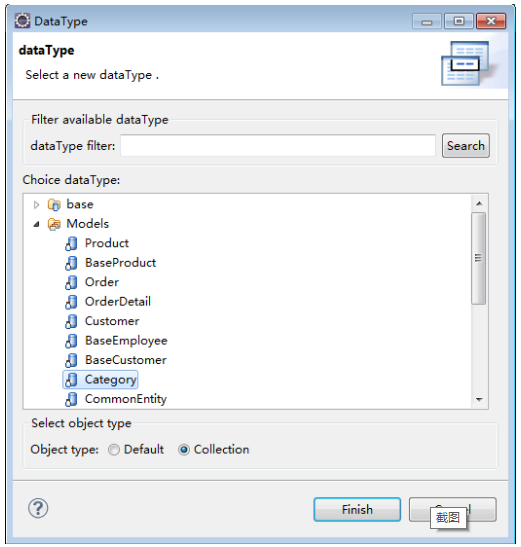 DataType
dataType
Select a new dataType .
Filter available dataType
dataType filter:
Search
Choice dataType:
base
Models
Product
BaseProduct
Order
OrderDetail
Customer
BaseEmployee
BaseCustomer
Category
CommonEntity
Select object type
Object type: Default Collection
Finish
截图